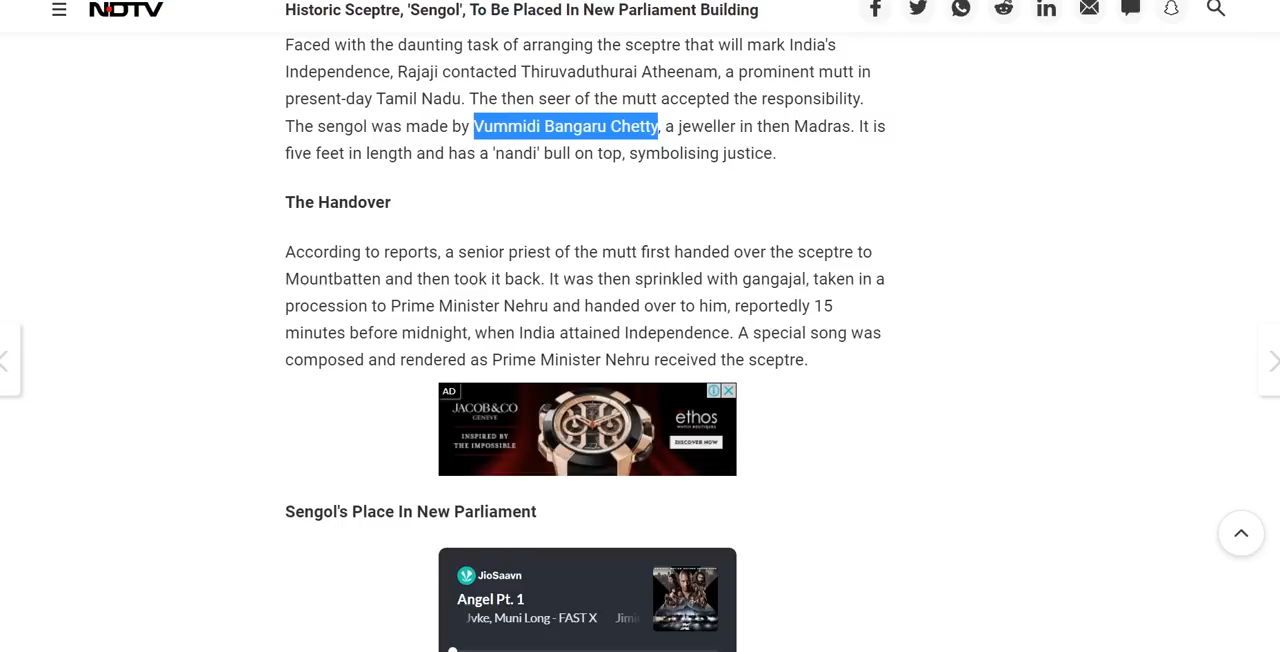 NDTV
Historic Sceptre, 'Sengol', To Be Placed In New Parliament Building
Faced with the daunting task of arranging the sceptre that will mark India's
Independence, Rajaji contacted Thiruvaduthurai Atheenam, a prominent mutt in
present-day Tamil Nadu. The then seer of the mutt accepted the responsibility.
The sengol was made by Vummidi Bangaru Chetty, a jeweller in then Madras. It is
five feet in length and has a 'nandi' bull on top, symbolising justice.
The Handover
According to reports, a senior priest of the mutt first handed over the sceptre to
Mountbatten and then took it back. It was then sprinkled with gangajal, taken in a
procession to Prime Minister Nehru and handed over to him, reportedly 15
minutes before midnight, when India attained Independence. A special song was
composed and rendered as Prime Minister Nehru received the sceptre.
AD
JACOB&CO
GENEVE
INSPIRED BY
THE IMPOSSIBLE
ethos
WATCH BOUTIQUES
DISCOVER NOW
Sengol's Place In New Parliament
JioSaavn
Angel Pt. 1
Jvke, Muni Long - FAST X